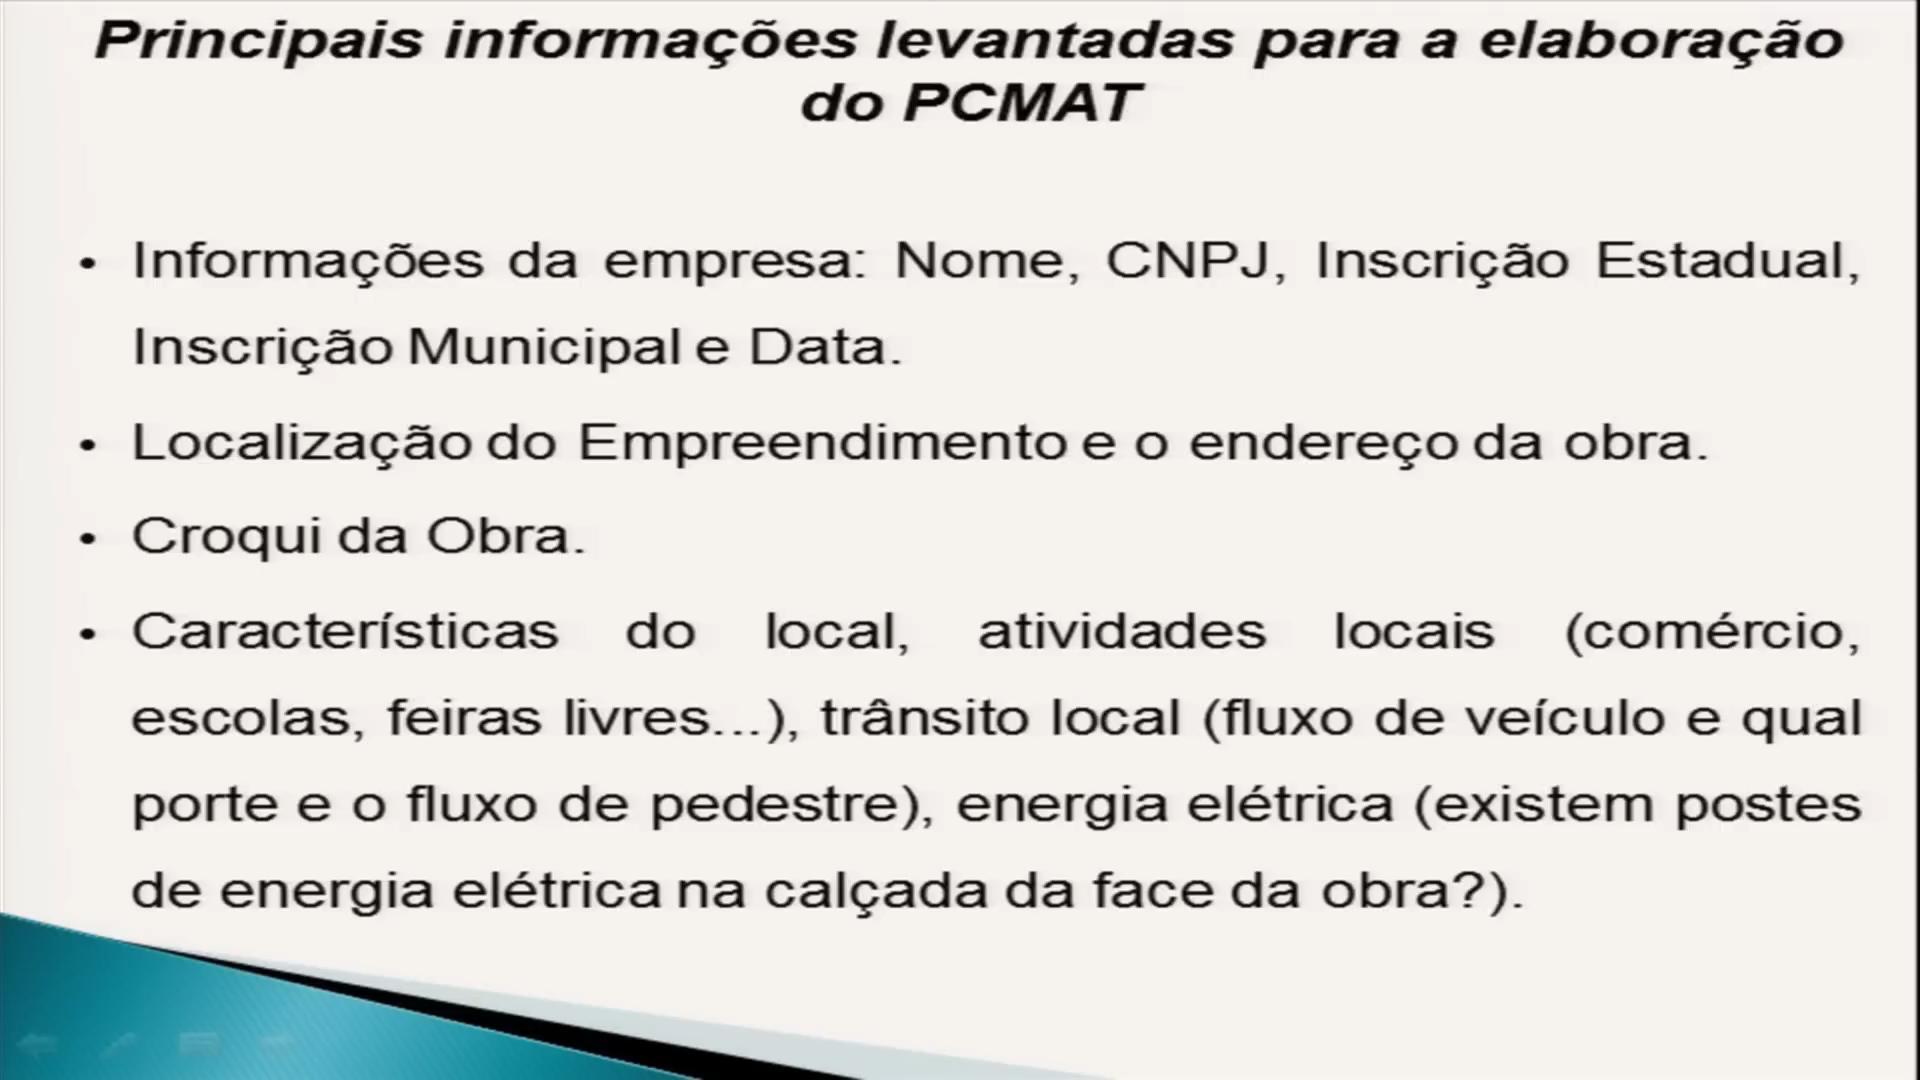 Principais informações levantadas para a elaboração
do PCMAT
• Informações da empresa: Nome, CNPJ, Inscrição Estadual,
Inscrição Municipal e Data.
• Localização do Empreendimento e o endereço da obra.
• Croqui da Obra.
• Características do local, atividades locais (comércio,
escolas, feiras livres...), trânsito local (fluxo de veículo e qual
porte e o fluxo de pedestre), energia elétrica (existem postes
de energia elétrica na calçada da face da obra?).